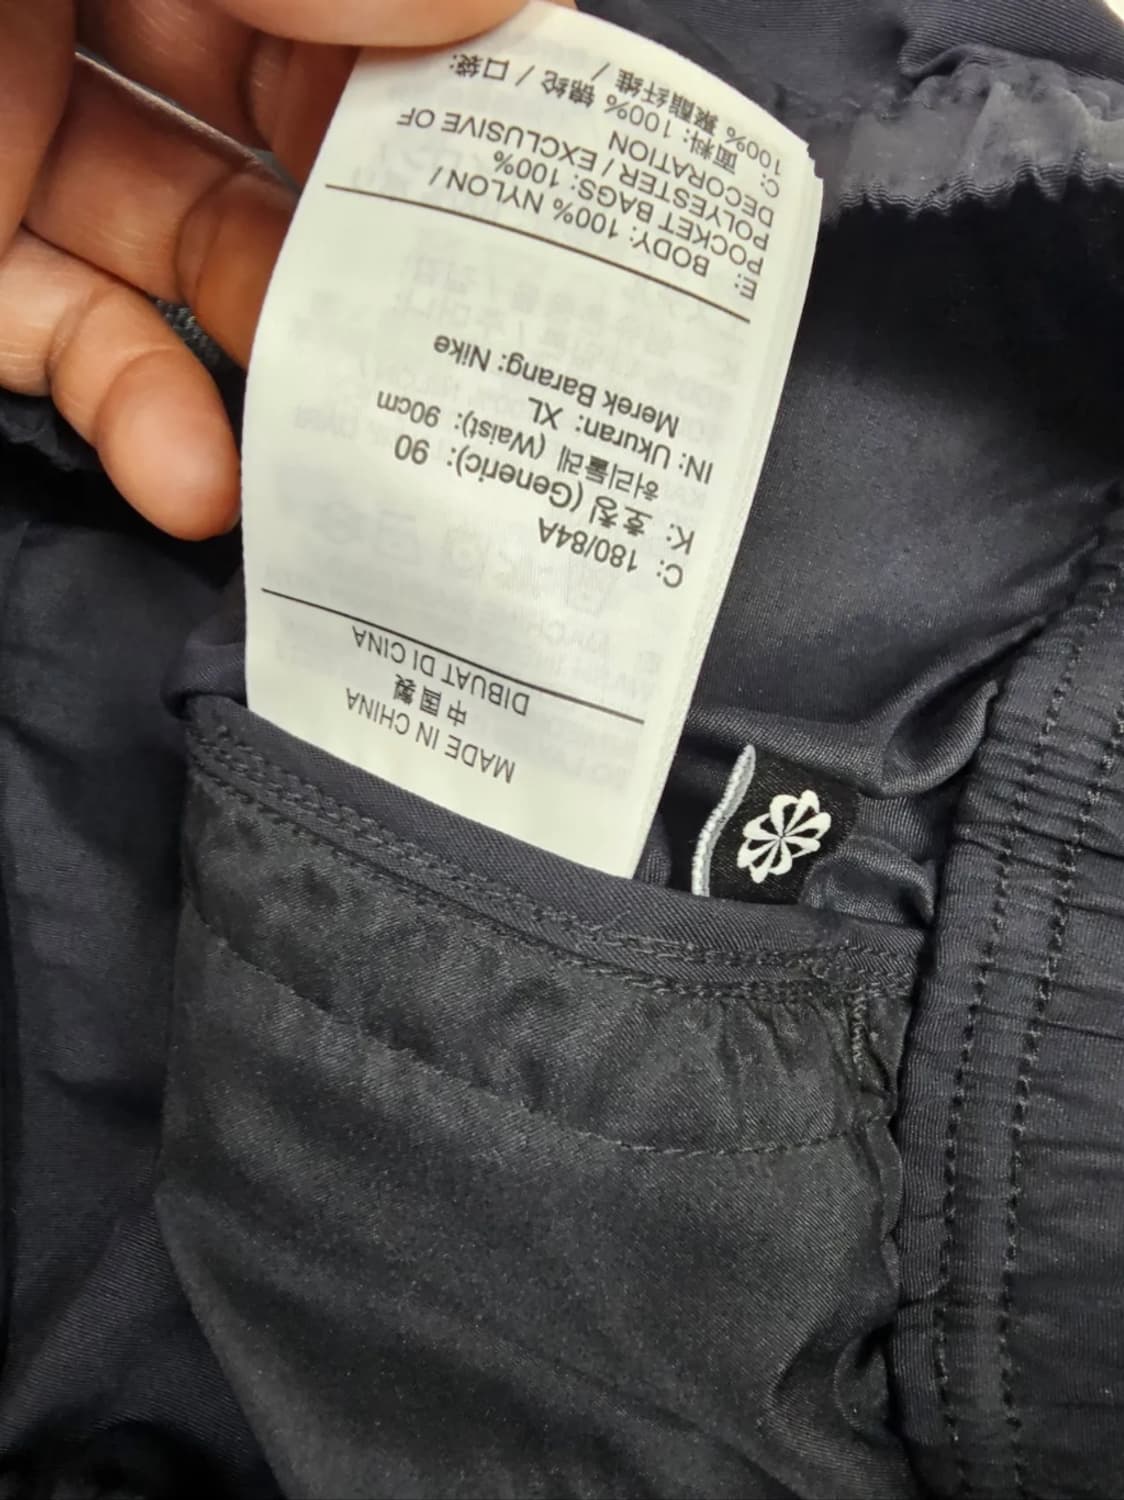 MADE IN CHINA
中國製
DIBUAT DI CINA
C: 180/84A
K: 호칭 (Generic): 90
허리둘레 (Waist): 90cm
IN: Ukuran: XL
Merek Barang: Nike
E: BODY: 100% NYLON /
POCKET BAGS: 100%
POLYESTER / EXCLUSIVE OF
DECORATION
C: 面料: 100% 锦纶 / 口袋:
100% 聚酯纤维 /